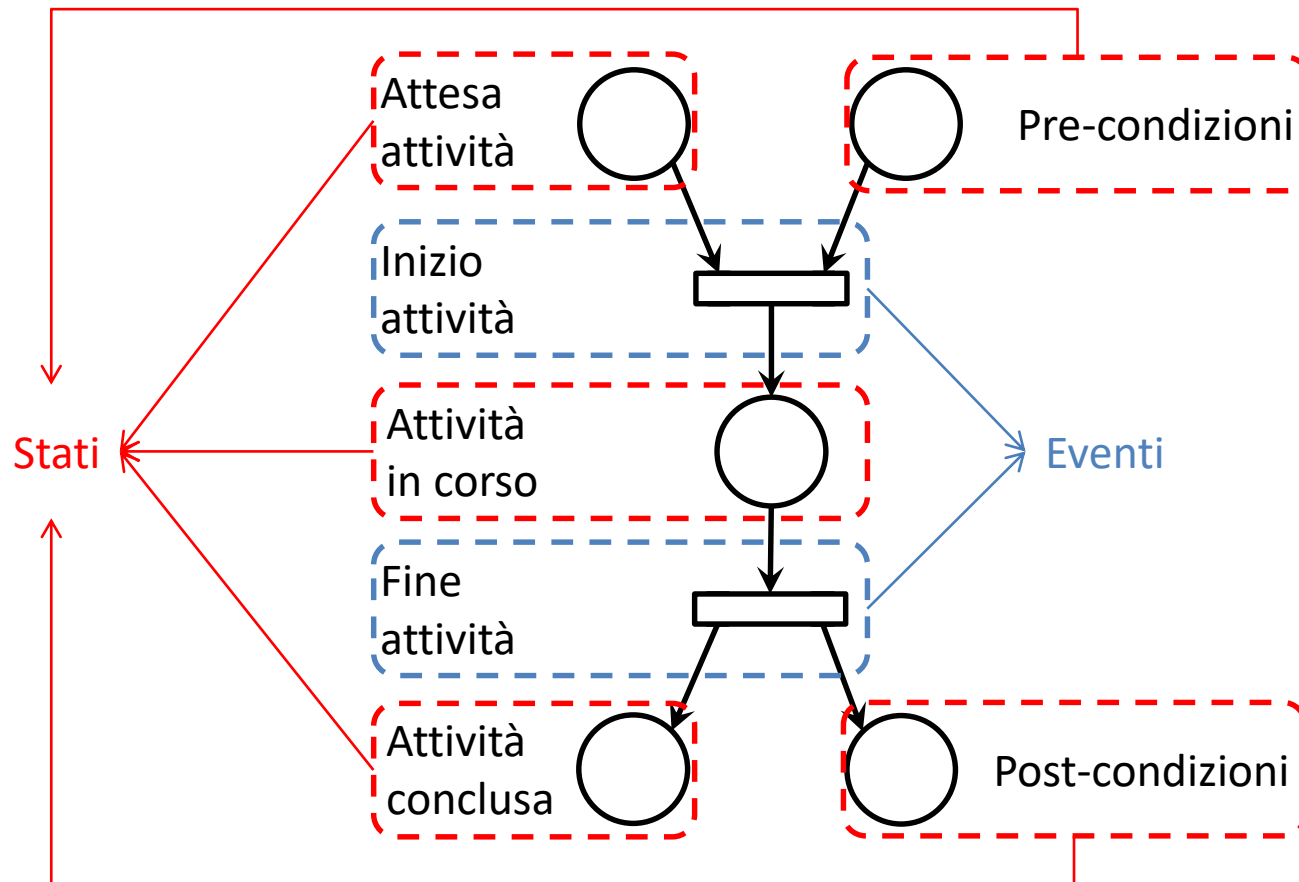 Attesa
attività
Pre-condizioni
Inizio
attività
Stati
Attività
in corso
Eventi
Fine
attività
Attività
conclusa
Post-condizioni